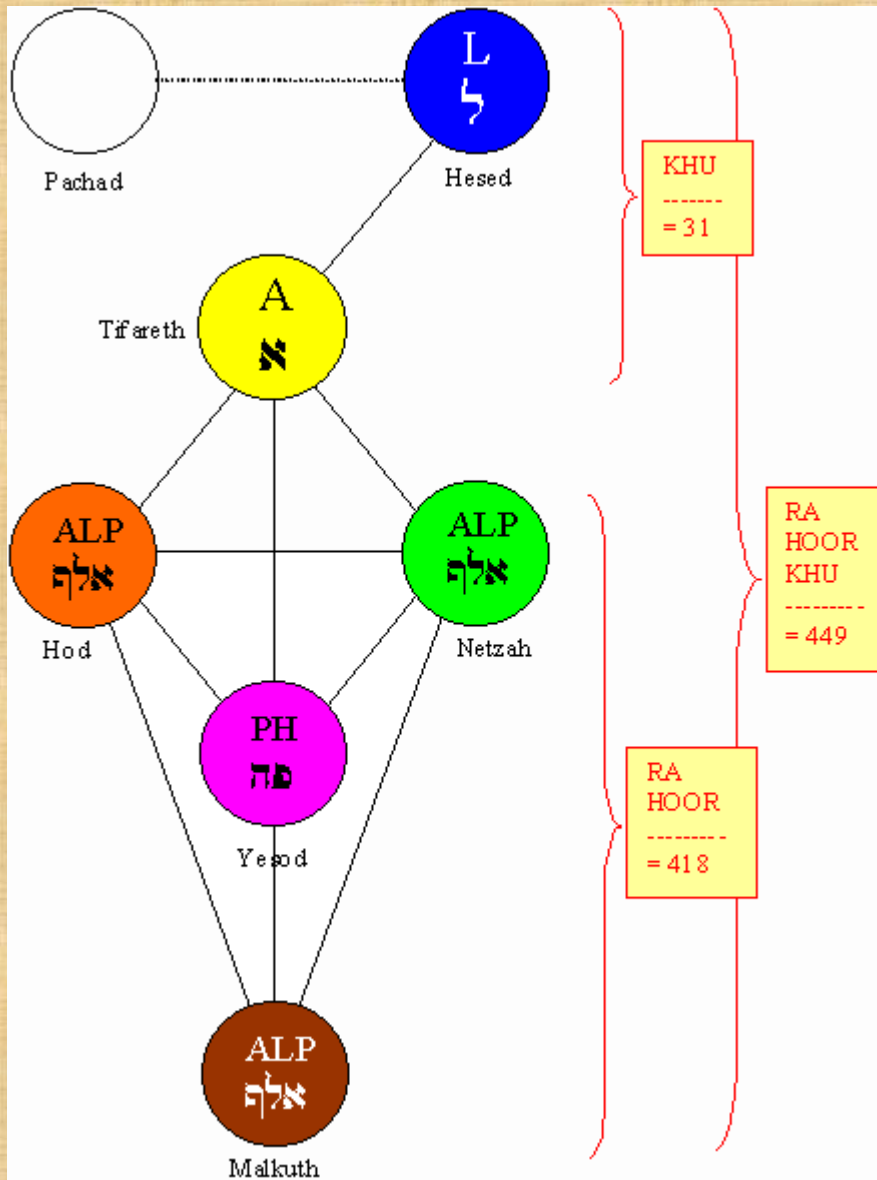 L
ל
Pachad
Hesed
KHU
-------
= 31
A
א
Tifareth
ALP
אלף
Hod
ALP
אלף
Netzah
RA
HOOR
KHU
---------
= 449
PH
פה
Yesod
RA
HOOR
---------
= 418
ALP
אלף
Malkuth